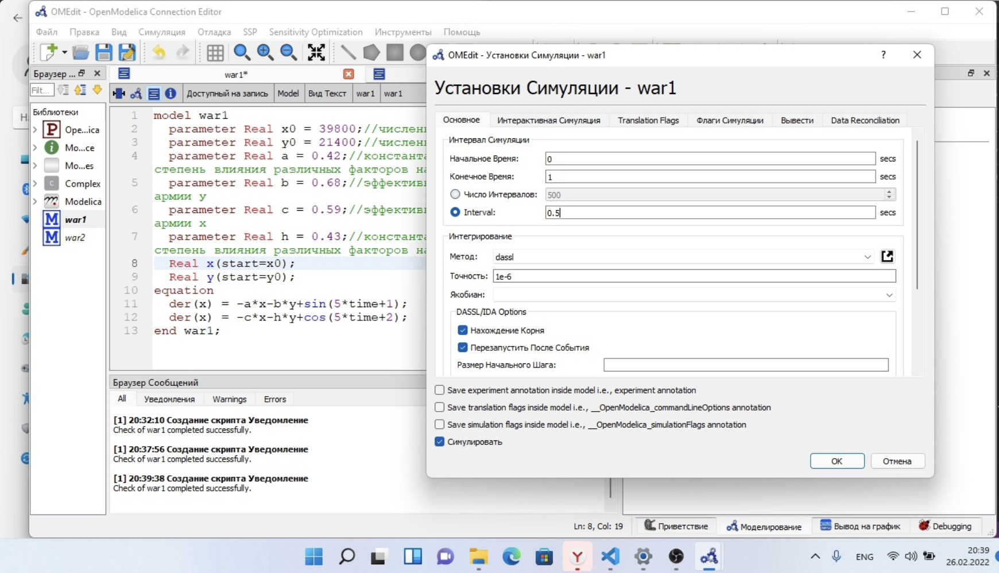 OMEdit - OpenModelica Connection Editor
Файл Правка Вид Симуляция Отладка SSP Sensitivity Optimization Инструменты Помощь
Браузер ...
war1*
Filt...
Доступный на запись Model Вид Текст war1 war1
Библиотеки
P Ope...ica
i Mo...ce
Mo...es
C Complex
Modelica
M war1
M war2
1 model war1
2 parameter Real x0 = 39800;//числен
3 parameter Real y0 = 21400;//числен
4 parameter Real a = 0.42;//константа
степень влияния различных факторов на
5 parameter Real b = 0.68;//эффектив
армии y
6 parameter Real c = 0.59;//эффектив
армии x
7 parameter Real h = 0.43;//константа
степень влияния различных факторов на
8 Real x(start=x0);
9 Real y(start=y0);
10 equation
11 der(x) = -a*x-b*y+sin(5*time+1);
12 der(x) = -c*x-h*y+cos(5*time+2);
13 end war1;
Браузер Сообщений
All Уведомления Warnings Errors
[1] 20:32:10 Создание скрипта Уведомление
Check of war1 completed successfully.
[1] 20:37:56 Создание скрипта Уведомление
Check of war1 completed successfully.
[1] 20:39:38 Создание скрипта Уведомление
Check of war1 completed successfully.
OMEdit - Установки Симуляции - war1 ?
Установки Симуляции - war1
Основное Интерактивная Симуляция Translation Flags Флаги Симуляции Вывести Data Reconciliation
Интервал Симуляции
Начальное Время: 0 secs
Конечное Время: 1 secs
Число Интервалов: 500
Interval: 0.5 secs
Интегрирование
Метод: dassl
Точность: 1e-6
Якобиан:
DASSL/IDA Options
Нахождение Корня
Перезапустить После События
Размер Начального Шага:
Save experiment annotation inside model i.e., experiment annotation
Save translation flags inside model i.e., __OpenModelica_commandLineOptions annotation
Save simulation flags inside model i.e., __OpenModelica_simulationFlags annotation
Симулировать
OK Отмена
Ln: 8, Col: 19 Приветствие Моделирование Вывод на график Debugging
ENG
20:39
26.02.2022